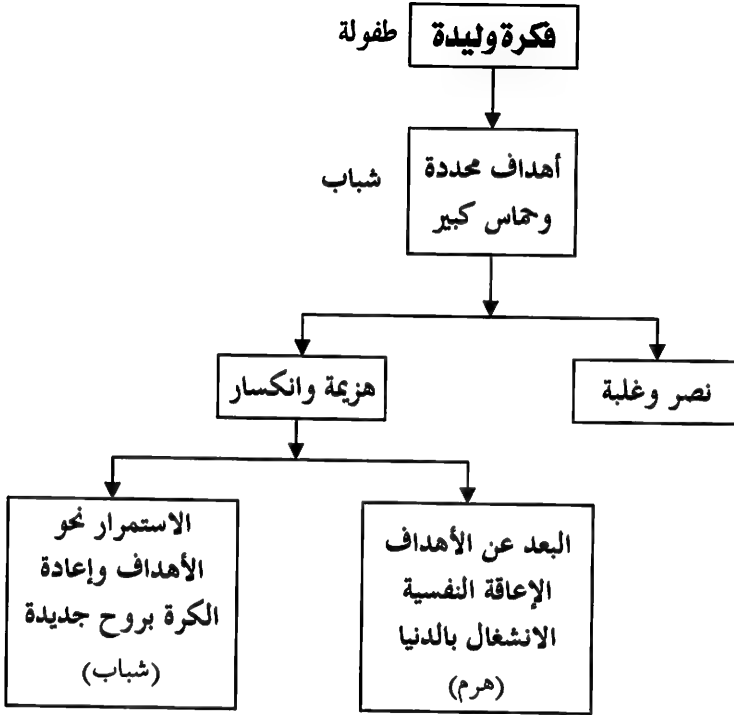 فكرة وليدة
طفولة
أهداف محددة
وحماس كبير
شباب
نصر وغلبة
هزيمة وانكسار
البعد عن الأهداف
الإعاقة النفسية
الانشغال بالدنيا
(هرم)
الاستمرار نحو
الأهداف وإعادة
الكرة بروح جديدة
(شباب)